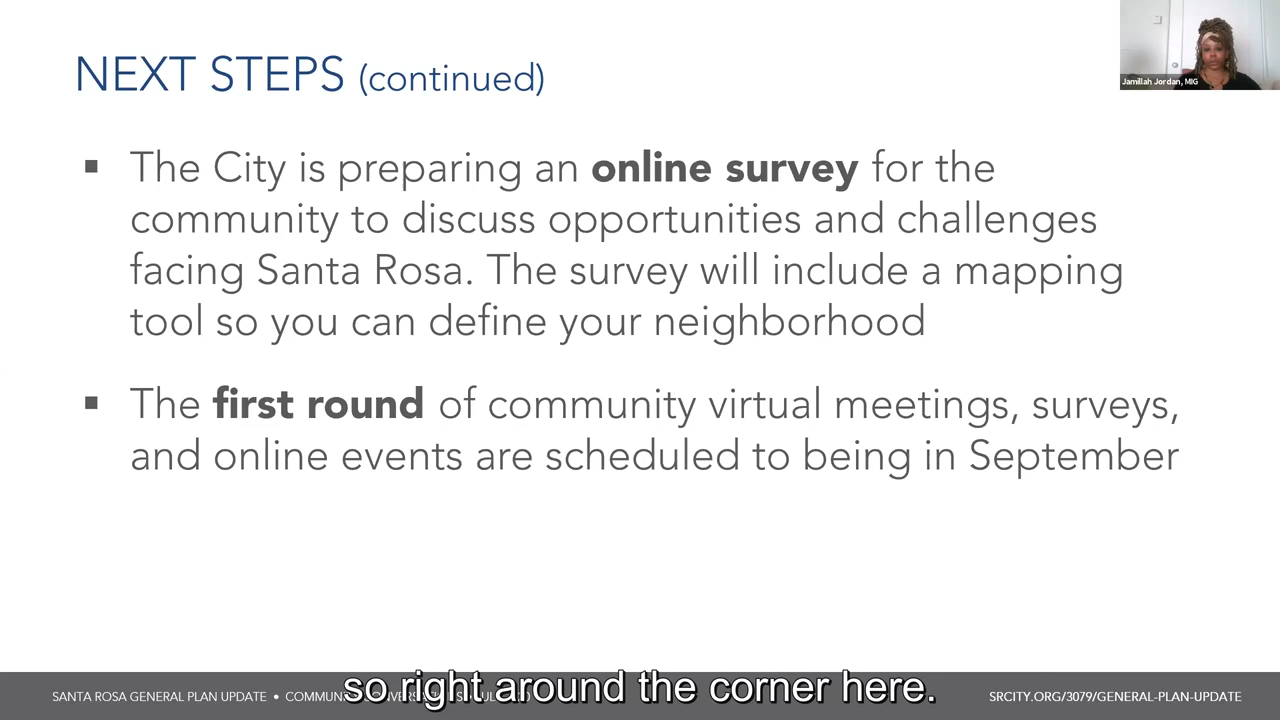 NEXT STEPS (continued)
Jamillah Jordan, MIG
▪ The City is preparing an online survey for the
community to discuss opportunities and challenges
facing Santa Rosa. The survey will include a mapping
tool so you can define your neighborhood
▪ The first round of community virtual meetings, surveys,
and online events are scheduled to being in September
so right around the corner here.
SANTA ROSA GENERAL PLAN UPDATE •
SRCITY.ORG/3079/GENERAL-PLAN-UPDATE